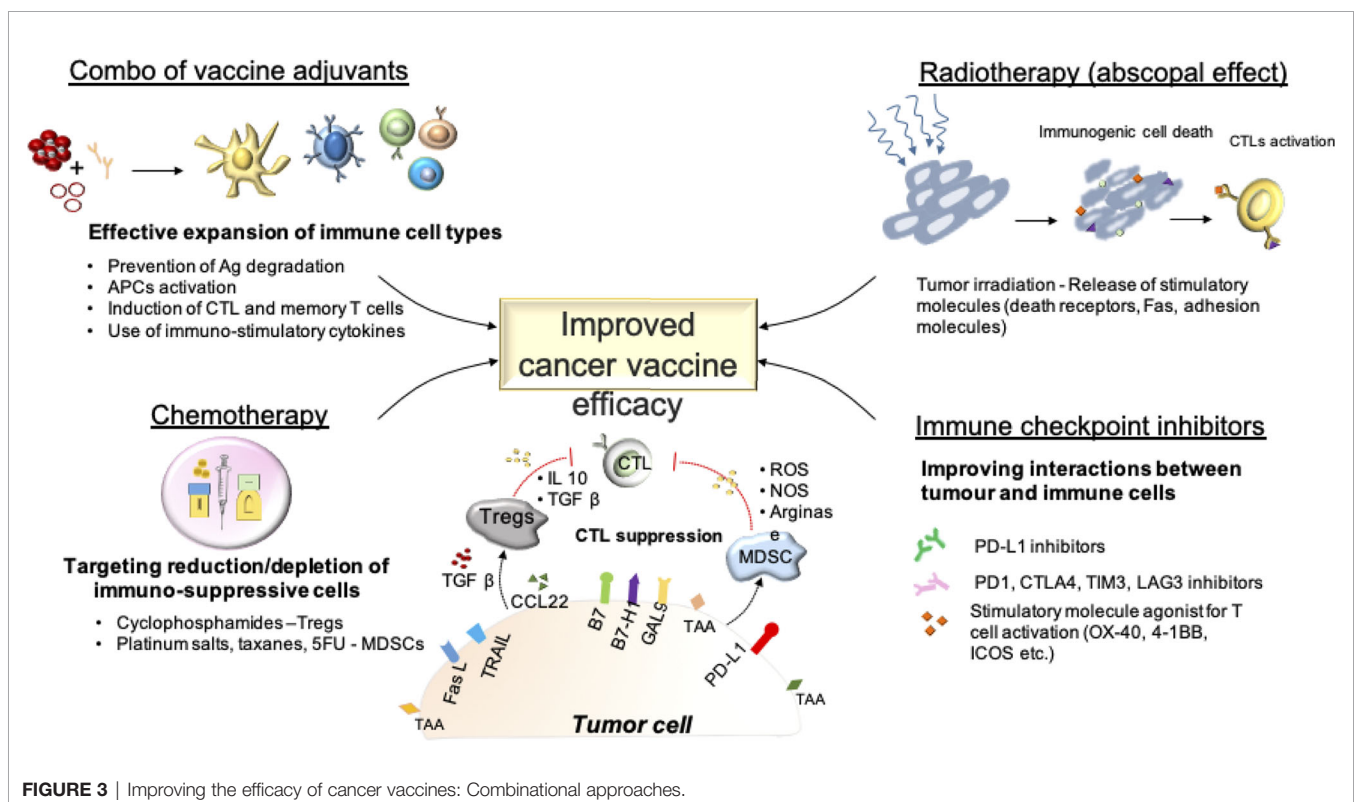 Combo of vaccine adjuvants
+
Effective expansion of immune cell types
• Prevention of Ag degradation
• APCs activation
• Induction of CTL and memory T cells
• Use of immuno-stimulatory cytokines
Radiotherapy (abscopal effect)
Immunogenic cell death
CTLs activation
Tumor irradiation - Release of stimulatory
molecules (death receptors, Fas, adhesion
molecules)
Improved
cancer vaccine
efficacy
Chemotherapy
Targeting reduction/depletion of
immuno-suppressive cells
• Cyclophosphamides –Tregs
• Platinum salts, taxanes, 5FU - MDSCs
CTL
• IL 10
• TGF β
• ROS
• NOS
• Arginas
e
Tregs
CTL suppression
MDSC
TGF β
CCL22
B7
B7-H1
GAL9
TAA
Fas L
TRAIL
PD-L1
TAA
TAA
Tumor cell
Immune checkpoint inhibitors
Improving interactions between
tumour and immune cells
PD-L1 inhibitors
PD1, CTLA4, TIM3, LAG3 inhibitors
Stimulatory molecule agonist for T
cell activation (OX-40, 4-1BB,
ICOS etc.)
FIGURE 3 | Improving the efficacy of cancer vaccines: Combinational approaches.